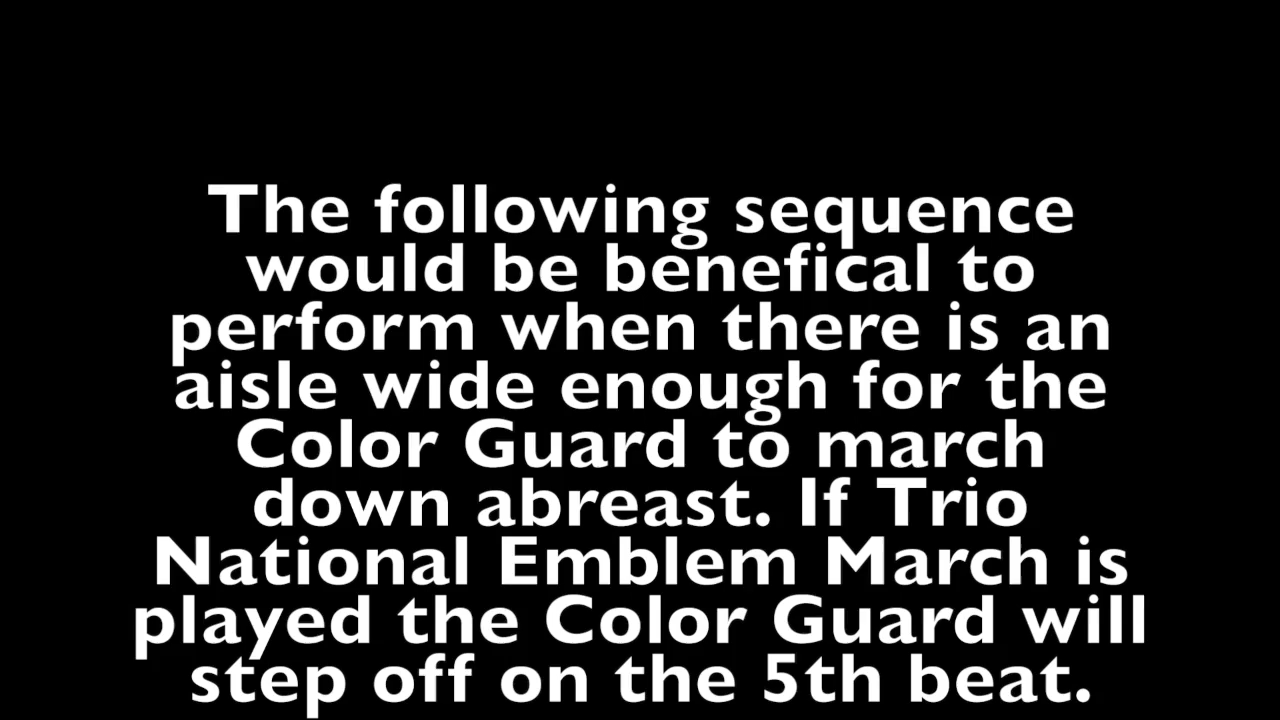 The following sequence
would be benefical to
perform when there is an
aisle wide enough for the
Color Guard to march
down abreast. If Trio
National Emblem March is
played the Color Guard will
step off on the 5th beat.